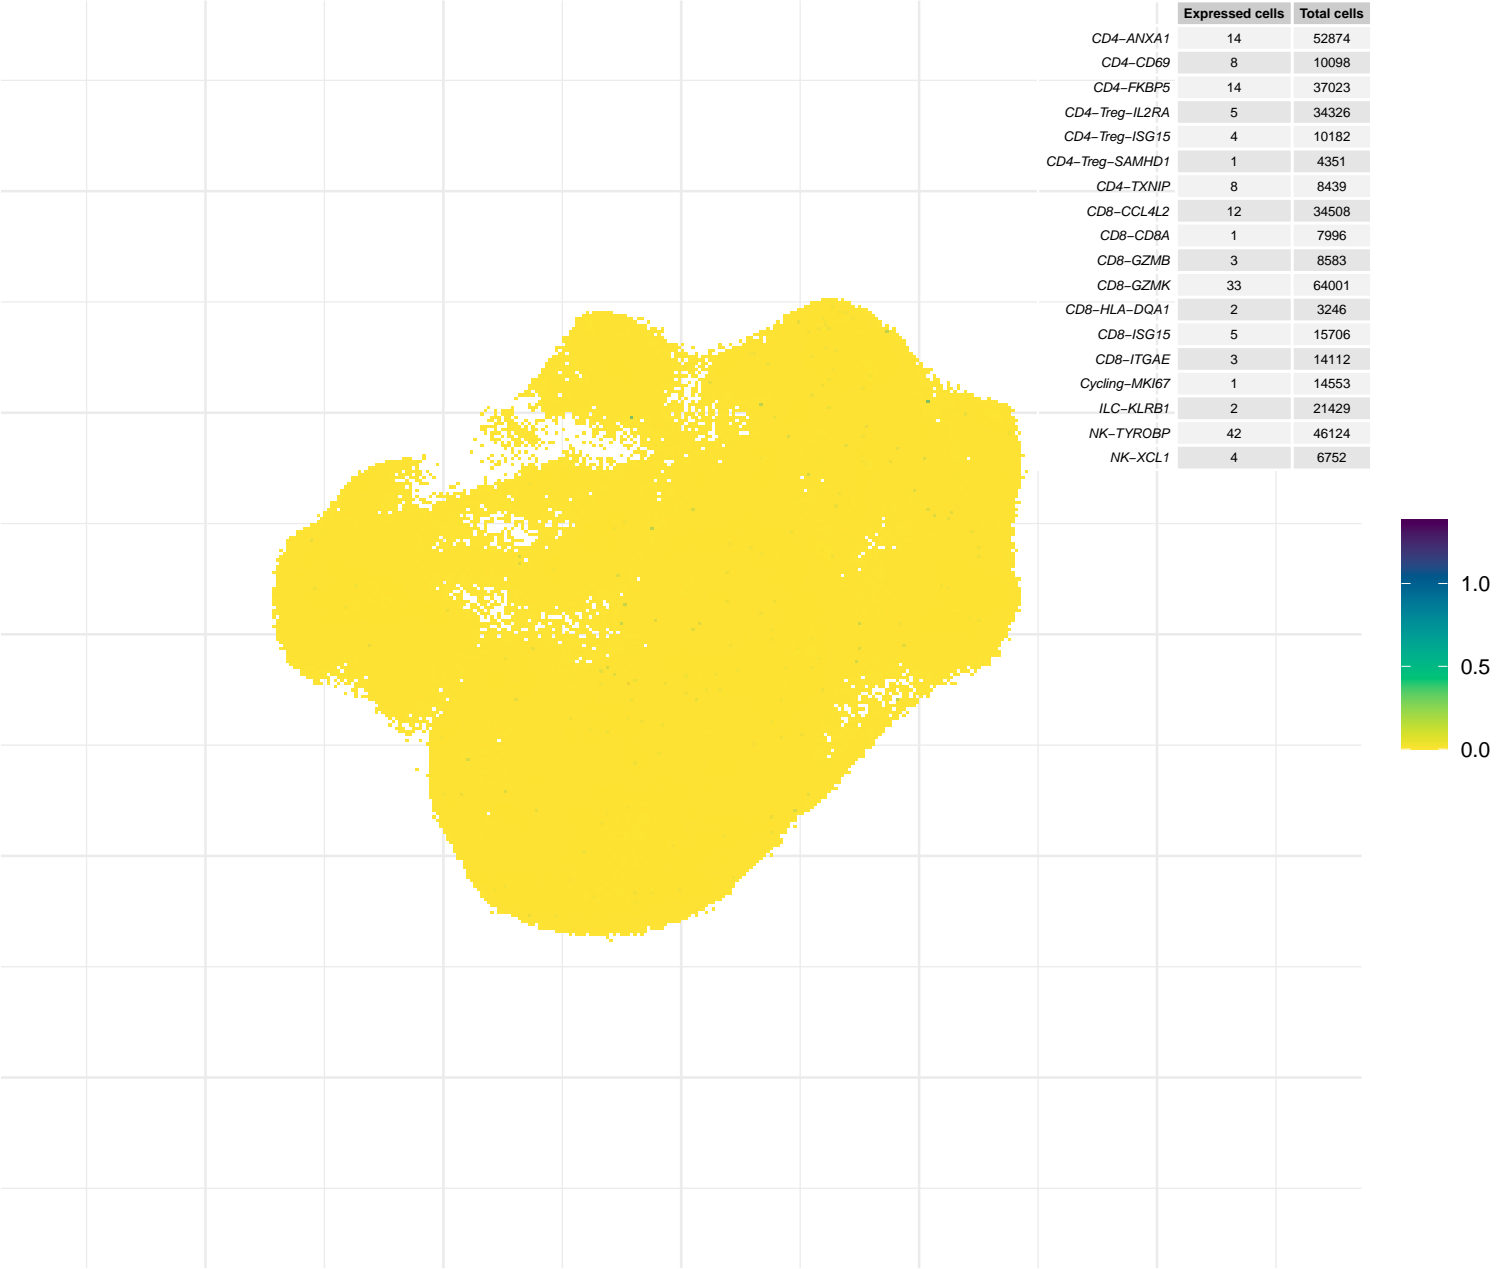 Expressed cells Total cells
CD4−ANXA1 14 52874
CD4−CD69 8 10098
CD4−FKBP5 14 37023
CD4−Treg−IL2RA 5 34326
CD4−Treg−ISG15 4 10182
CD4−Treg−SAMHD1 1 4351
CD4−TXNIP 8 8439
CD8−CCL4L2 12 34508
CD8−CD8A 1 7996
CD8−GZMB 3 8583
CD8−GZMK 33 64001
CD8−HLA−DQA1 2 3246
CD8−ISG15 5 15706
CD8−ITGAE 3 14112
Cycling−MKI67 1 14553
ILC−KLRB1 2 21429
NK−TYROBP 42 46124
NK−XCL1 4 6752
1.0
0.5
0.0